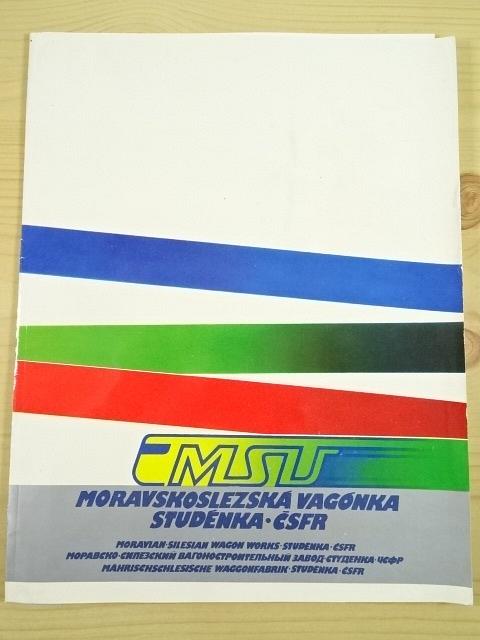 MSV
MORAVSKOSLEZSKÁ VAGÓNKA
STUDÉNKA·ČSFR
MORAVIAN·SILESIAN WAGON WORKS·STUDÉNKA·ČSFR
МОРАВСКО·СИЛЕЗСКИЙ ВАГОНОСТРОИТЕЛЬНЫЙ ЗАВОД·СТУДЕНКА·ЧСФР
MÄHRISCHSCHLESISCHE WAGGONFABRIK·STUDÉNKA·ČSFR